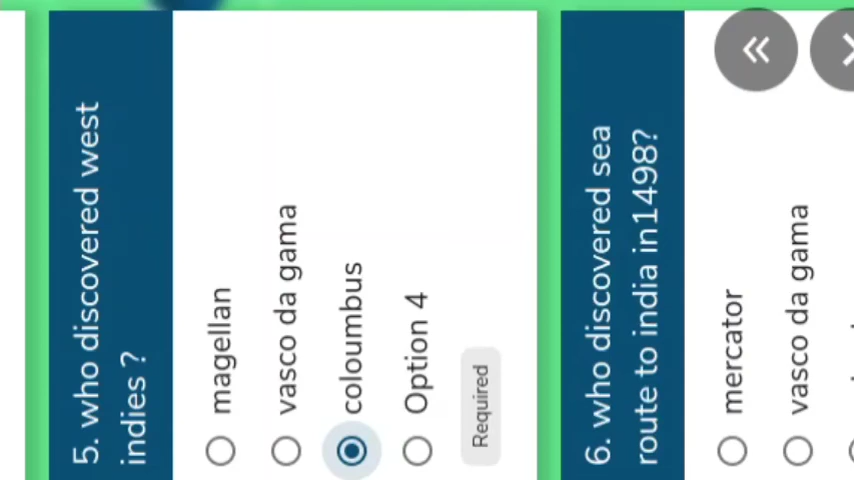 5. who discovered west
indies ?
magellan
vasco da gama
coloumbus
Option 4
Required
6. who discovered sea
route to india in1498?
mercator
vasco da gama